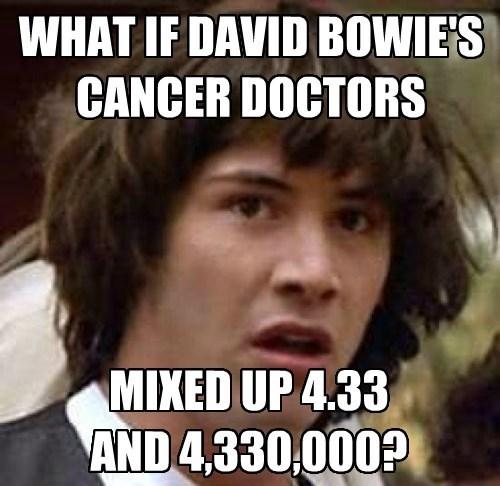 WHAT IF DAVID BOWIE'S
CANCER DOCTORS
MIXED UP 4.33
AND 4,330,000?